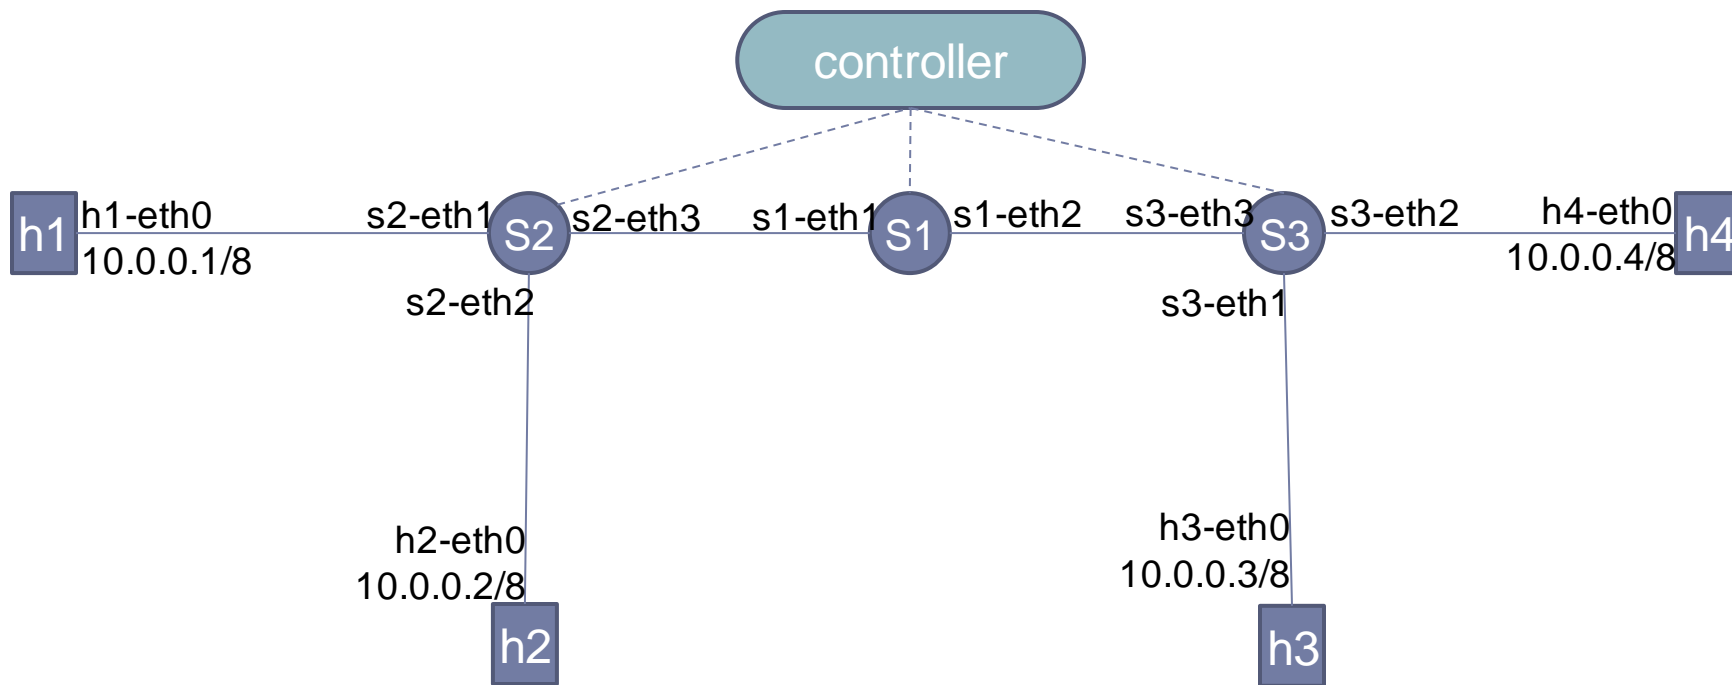 controller
h1
h1-eth0
10.0.0.1/8
s2-eth1
S2
s2-eth3
s2-eth2
s1-eth1
S1
s1-eth2
s3-eth3
S3
s3-eth2
s3-eth1
h4-eth0
10.0.0.4/8
h4
h2-eth0
10.0.0.2/8
h2
h3-eth0
10.0.0.3/8
h3